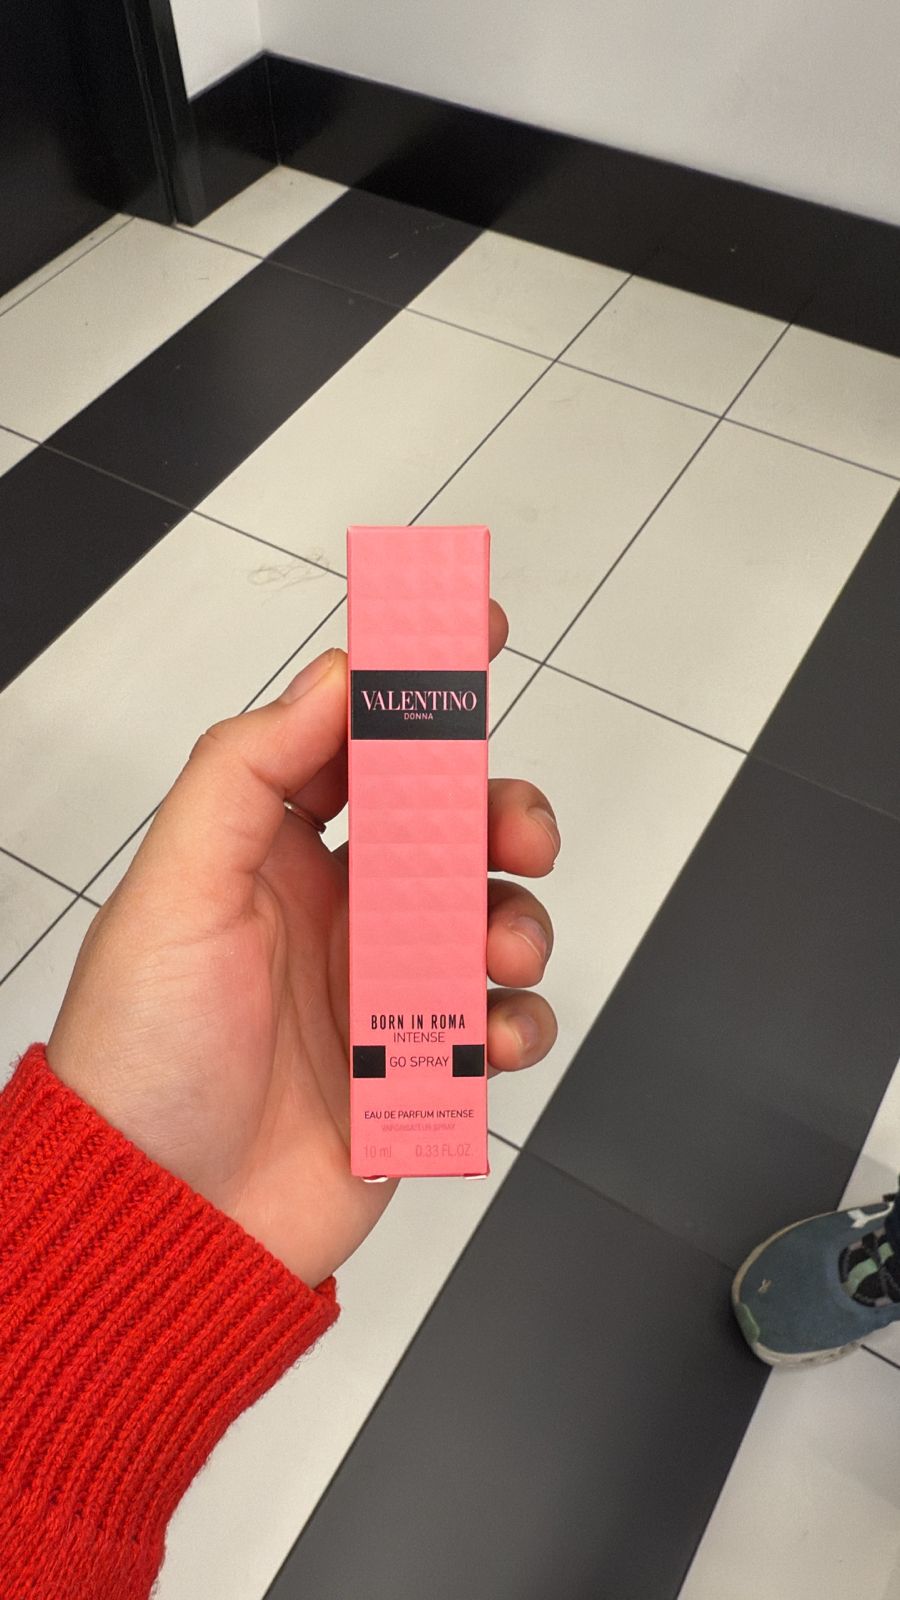 VALENTINO
DONNA
BORN IN ROMA
INTENSE
GO SPRAY
EAU DE PARFUM INTENSE
VAPORISATEUR SPRAY
10 ml 0.33 FL.OZ.